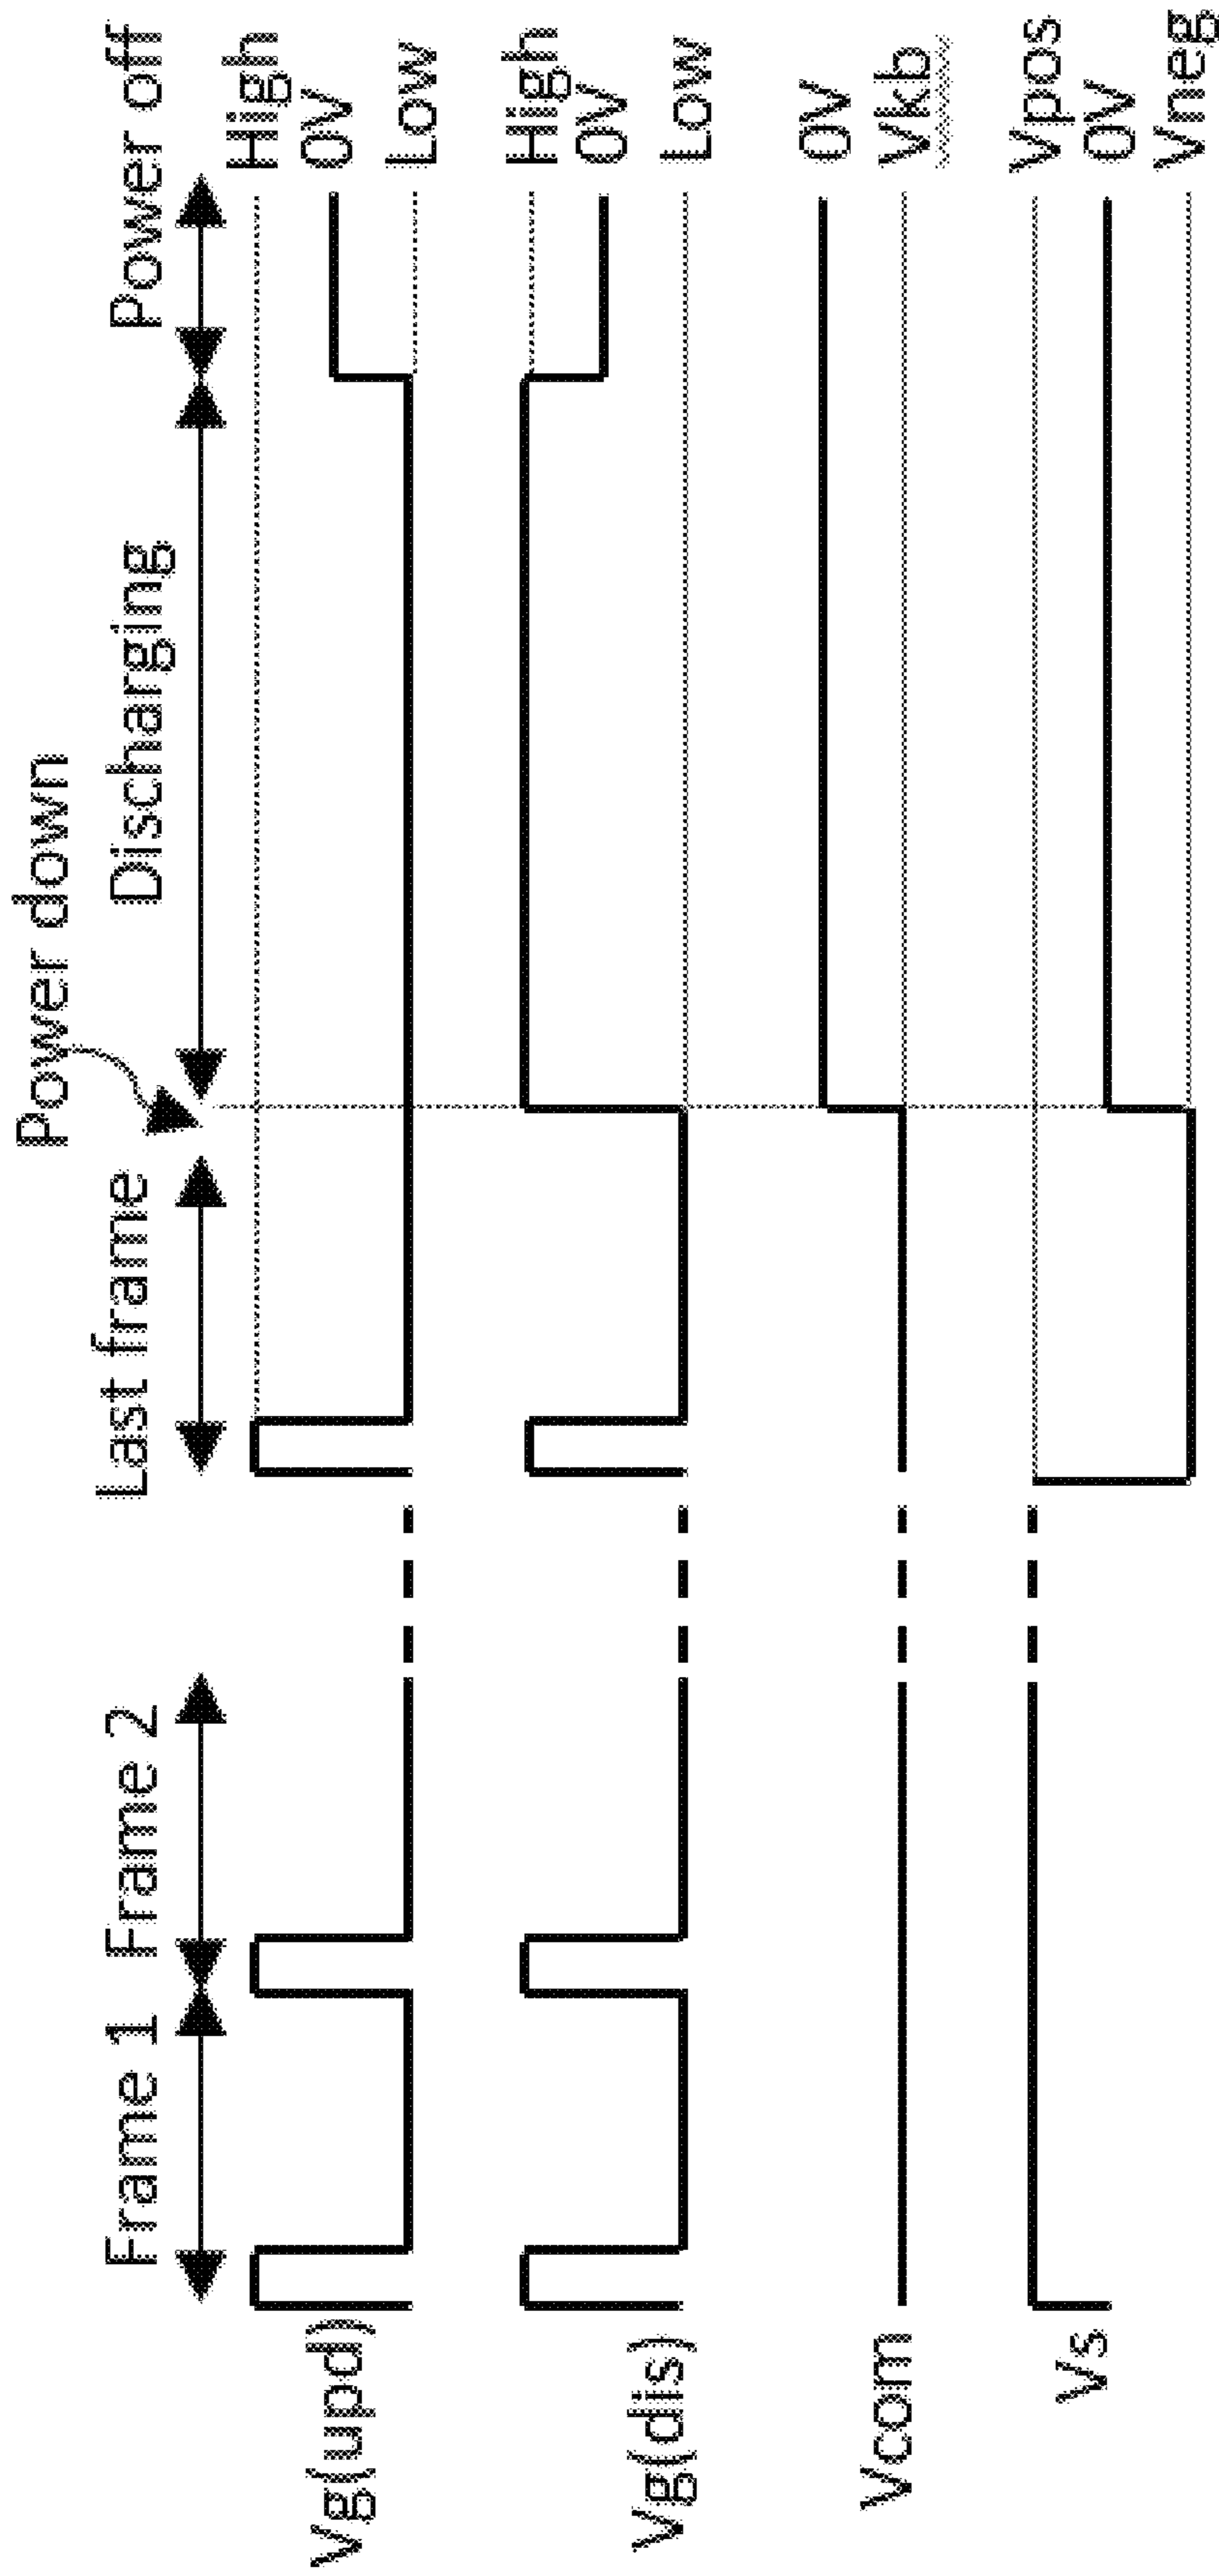 Power down
Frame 1
Frame 2
Last frame
Discharging
Power off
Vg(upd)
High
0V
Low
Vg(dis)
High
0V
Low
Vcom
0V
Vkb
Vs
Vpos
0V
Vneg